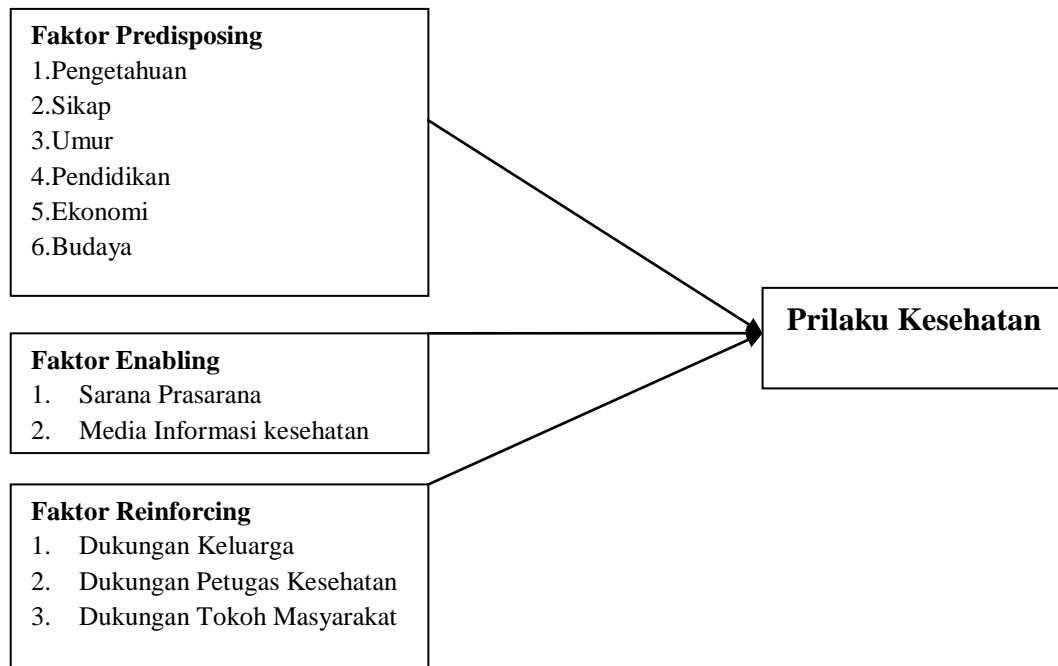 Faktor Predisposing
1.Pengetahuan
2.Sikap
3.Umur
4.Pendidikan
5.Ekonomi
6.Budaya
Faktor Enabling
1. Sarana Prasarana
2. Media Informasi kesehatan
Faktor Reinforcing
1. Dukungan Keluarga
2. Dukungan Petugas Kesehatan
3. Dukungan Tokoh Masyarakat
Prilaku Kesehatan